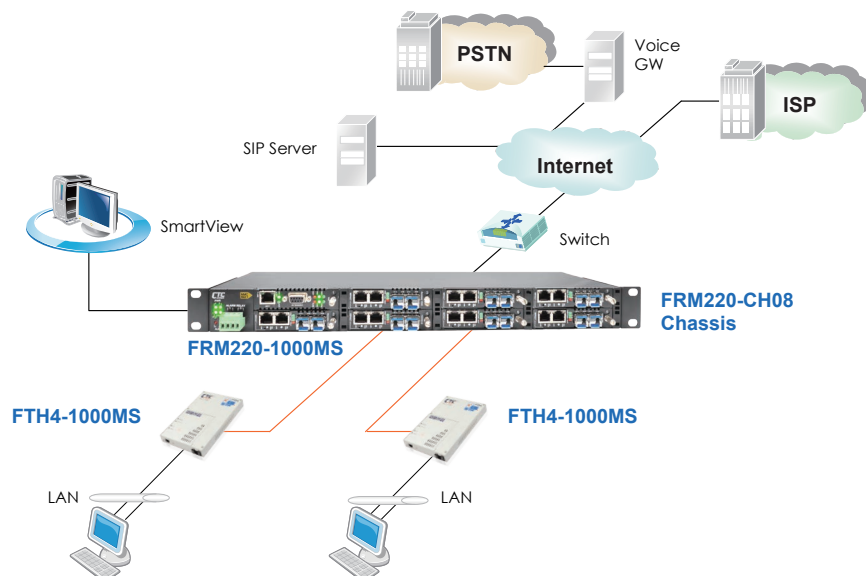 PSTN
Voice
GW
ISP
SIP Server
Internet
SmartView
Switch
CTS
FRM220-CH08
Chassis
FRM220-1000MS
FTH4-1000MS
FTH4-1000MS
LAN
LAN